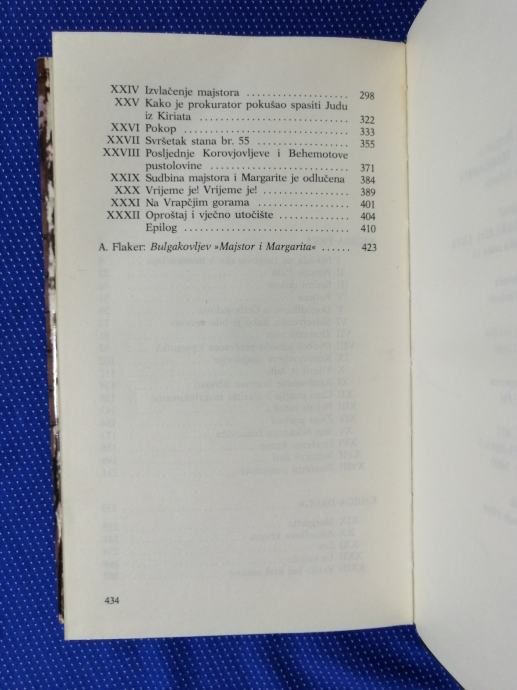 XXIV Izvlačenje majstora .................... 298
XXV Kako je prokurator pokušao spasiti Judu
iz Kiriata .................... 322
XXVI Pokop .................... 333
XXVII Svršetak stana br. 55 .................... 355
XXVIII Posljednje Korovjovljeve i Behemotove
pustolovine .................... 371
XXIX Sudbina majstora i Margarite je odlučena 384
XXX Vrijeme je! Vrijeme je! .................... 389
XXXI Na Vrapčjim gorama .................... 401
XXXII Oproštaj i vječno utočište .................... 404
Epilog .................... 410
A. Flaker: Bulgakovljev »Majstor i Margarita« ...... 423
434